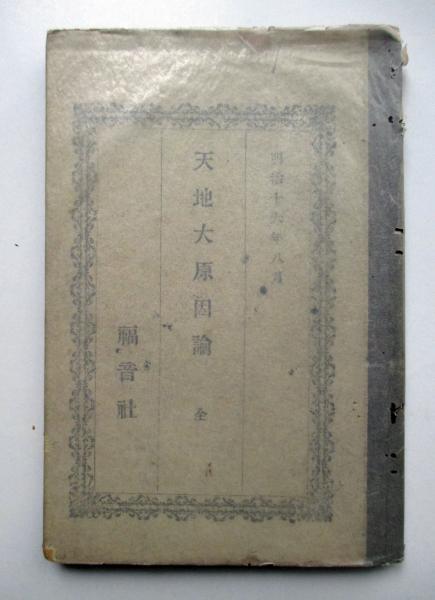 明治十六年八月
天地大原因論 全
福音社